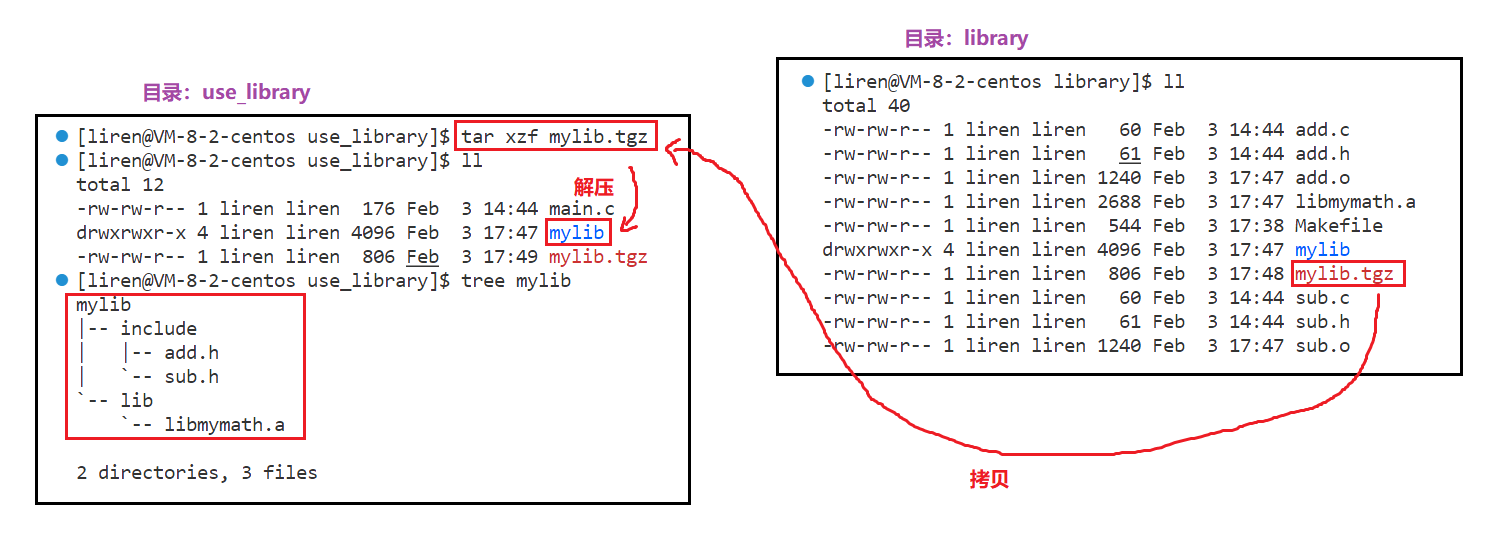 目录：use_library
[liren@VM-8-2-centos use_library]$ tar xzf mylib.tgz
[liren@VM-8-2-centos use_library]$ ll
total 12
解压
-rw-rw-r-- 1 liren liren  176 Feb  3 14:44 main.c
drwxrwxr-x 4 liren liren 4096 Feb  3 17:47 mylib
-rw-rw-r-- 1 liren liren  806 Feb  3 17:49 mylib.tgz
[liren@VM-8-2-centos use_library]$ tree mylib
mylib
|-- include
|   |-- add.h
|   `-- sub.h
`-- lib
    `-- libmymath.a
2 directories, 3 files
目录：library
[liren@VM-8-2-centos library]$ ll
total 40
-rw-rw-r-- 1 liren liren   60 Feb  3 14:44 add.c
-rw-rw-r-- 1 liren liren   61 Feb  3 14:44 add.h
-rw-rw-r-- 1 liren liren 1240 Feb  3 17:47 add.o
-rw-rw-r-- 1 liren liren 2688 Feb  3 17:47 libmymath.a
-rw-rw-r-- 1 liren liren  544 Feb  3 17:38 Makefile
drwxrwxr-x 4 liren liren 4096 Feb  3 17:47 mylib
-rw-rw-r-- 1 liren liren  806 Feb  3 17:48 mylib.tgz
-rw-rw-r-- 1 liren liren   60 Feb  3 14:44 sub.c
-rw-rw-r-- 1 liren liren   61 Feb  3 14:44 sub.h
-rw-rw-r-- 1 liren liren 1240 Feb  3 17:47 sub.o
拷贝